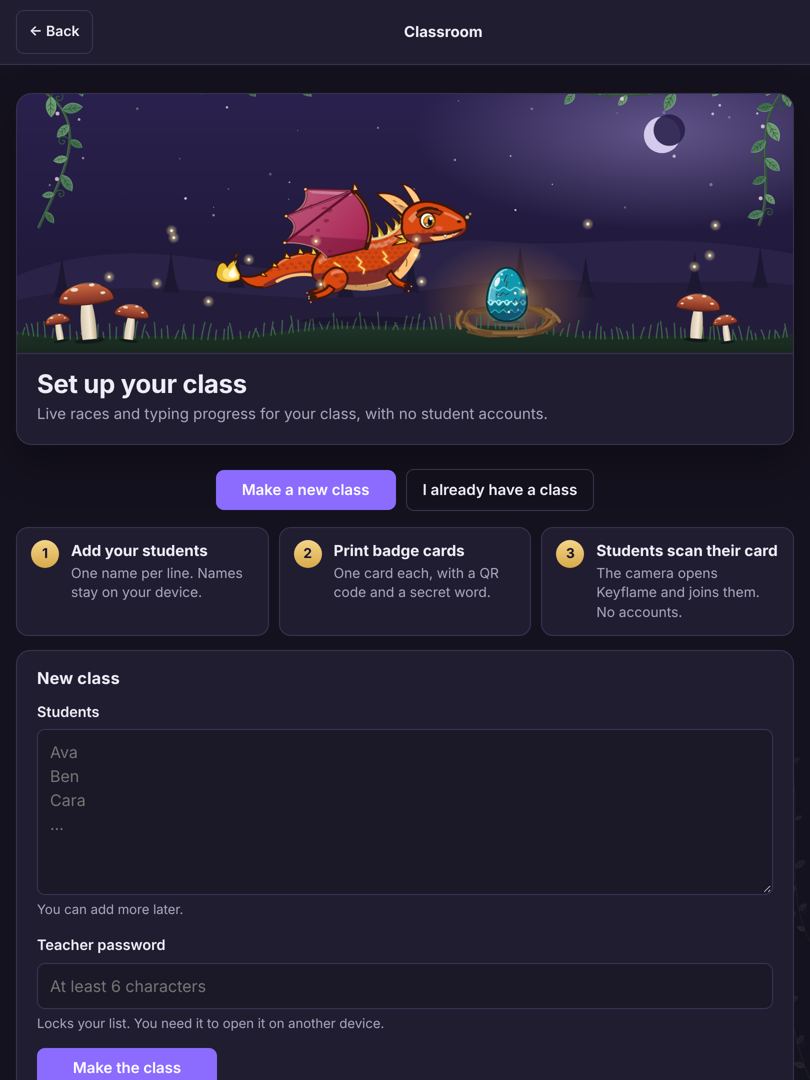 ← Back
Classroom
Set up your class
Live races and typing progress for your class, with no student accounts.
Make a new class
I already have a class
1
Add your students
One name per line. Names
stay on your device.
2
Print badge cards
One card each, with a QR
code and a secret word.
3
Students scan their card
The camera opens
Keyflame and joins them.
No accounts.
New class
Students
Ava
Ben
Cara
...
You can add more later.
Teacher password
At least 6 characters
Locks your list. You need it to open it on another device.
Make the class